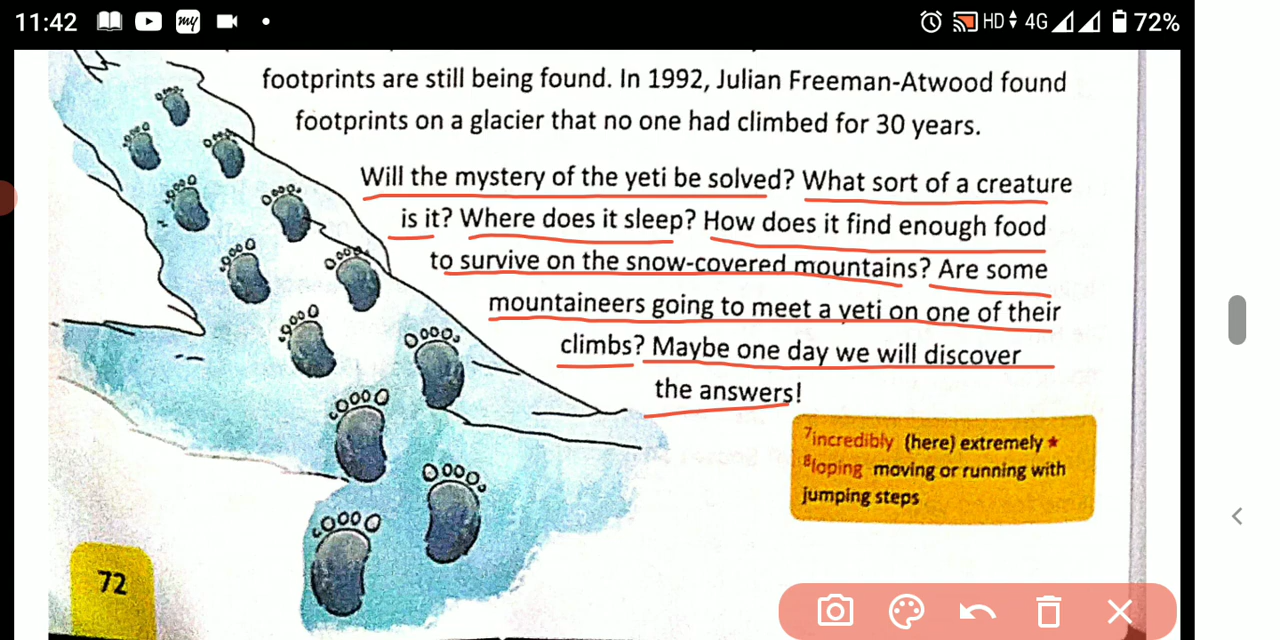 11:42 my HD 4G 72%
footprints are still being found. In 1992, Julian Freeman-Atwood found
footprints on a glacier that no one had climbed for 30 years.
Will the mystery of the yeti be solved? What sort of a creature
is it? Where does it sleep? How does it find enough food
to survive on the snow-covered mountains? Are some
mountaineers going to meet a yeti on one of their
climbs? Maybe one day we will discover
the answers!
7incredibly (here) extremely ★
8loping moving or running with
jumping steps
72